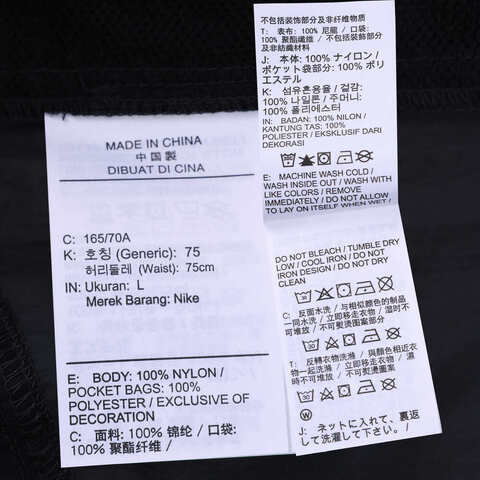 MADE IN CHINA
中 国 製
DIBUAT DI CINA
C: 165/70A
K: 호칭 (Generic): 75
허리둘레 (Waist): 75cm
IN: Ukuran: L
Merek Barang: Nike
E: BODY: 100% NYLON /
POCKET BAGS: 100%
POLYESTER / EXCLUSIVE OF
DECORATION
C: 面料: 100% 锦纶 / 口袋:
100% 聚酯纤维 /
不包括装饰部分及非纤维物质
T: 表布: 100% 尼龍 / 口袋:
100% 聚酯纖維 / 不包括裝飾部分
及非紡織材料
J: 本体: 100% ナイロン /
ポケット袋部分: 100% ポリ
エステル
K: 섬유혼용율 / 겉감:
100% 나일론 / 주머니:
100% 폴리에스터
IN: BADAN: 100% NILON /
KANTUNG TAS: 100%
POLIESTER / EKSKLUSIF DARI
DEKORASI
E: MACHINE WASH COLD /
WASH INSIDE OUT / WASH WITH
LIKE COLORS / REMOVE
IMMEDIATELY / DO NOT ALLOW
TO LAY ON ITSELF WHEN WET /
DO NOT BLEACH / TUMBLE DRY
LOW / COOL IRON / DO NOT
IRON DESIGN / DO NOT DRY
CLEAN
C: 反面水洗 / 与相似颜色的制品
一同水洗 / 立即移走衣物 / 湿时不
可堆放 / 不可熨烫图案部分
T: 反轉衣物洗滌 / 與顏色相近衣
物一起洗滌 / 立即移走衣物 / 濕
時不可堆放 / 不可熨燙圖案部分
J: ネットに入れて、裏返
して洗濯して下さい。/